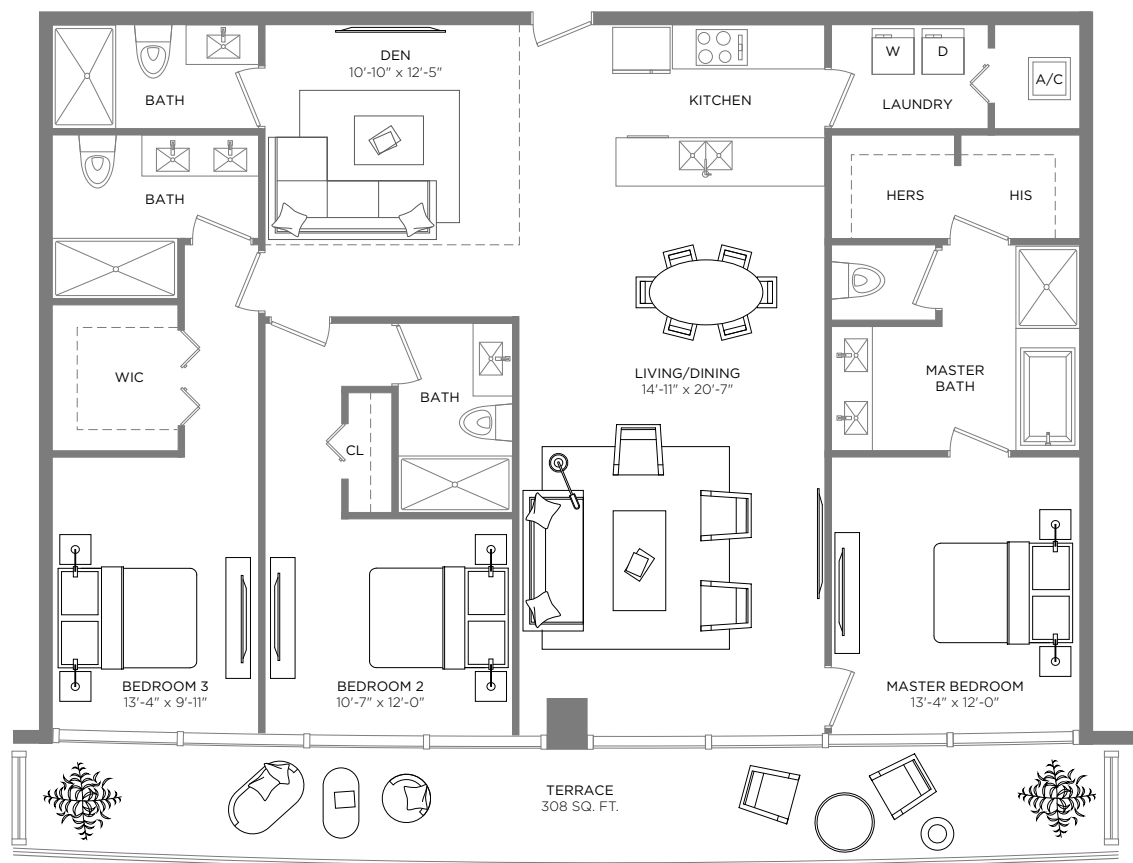 DEN
10'-10" x 12'-5"
BATH
KITCHEN
W
D
LAUNDRY
A/C
BATH
HERS
HIS
WIC
BATH
CL
LIVING/DINING
14'-11" x 20'-7"
MASTER
BATH
BEDROOM 3
13'-4" x 9'-11"
BEDROOM 2
10'-7" x 12'-0"
MASTER BEDROOM
13'-4" x 12'-0"
TERRACE
308 SQ. FT.